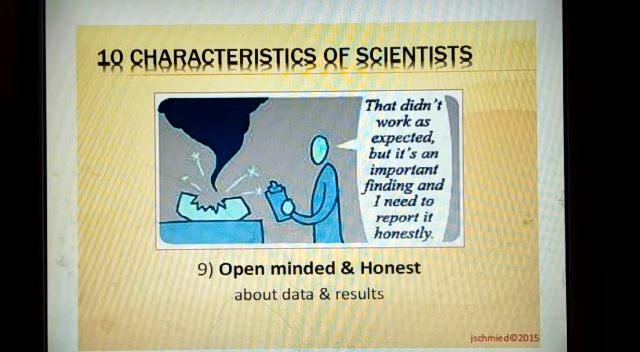 10 CHARACTERISTICS OF SCIENTISTS
That didn't
work as
expected,
but it's an
important
finding and
I need to
report it
honestly.
9) Open minded & Honest
about data & results
jschmied©2015